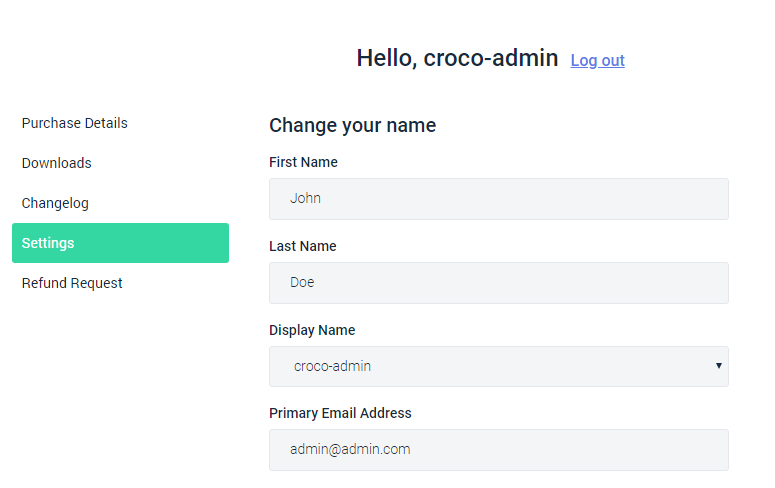 Hello, croco-admin Log out
Purchase Details
Downloads
Changelog
Settings
Refund Request
Change your name
First Name
John
Last Name
Doe
Display Name
croco-admin
Primary Email Address
admin@admin.com